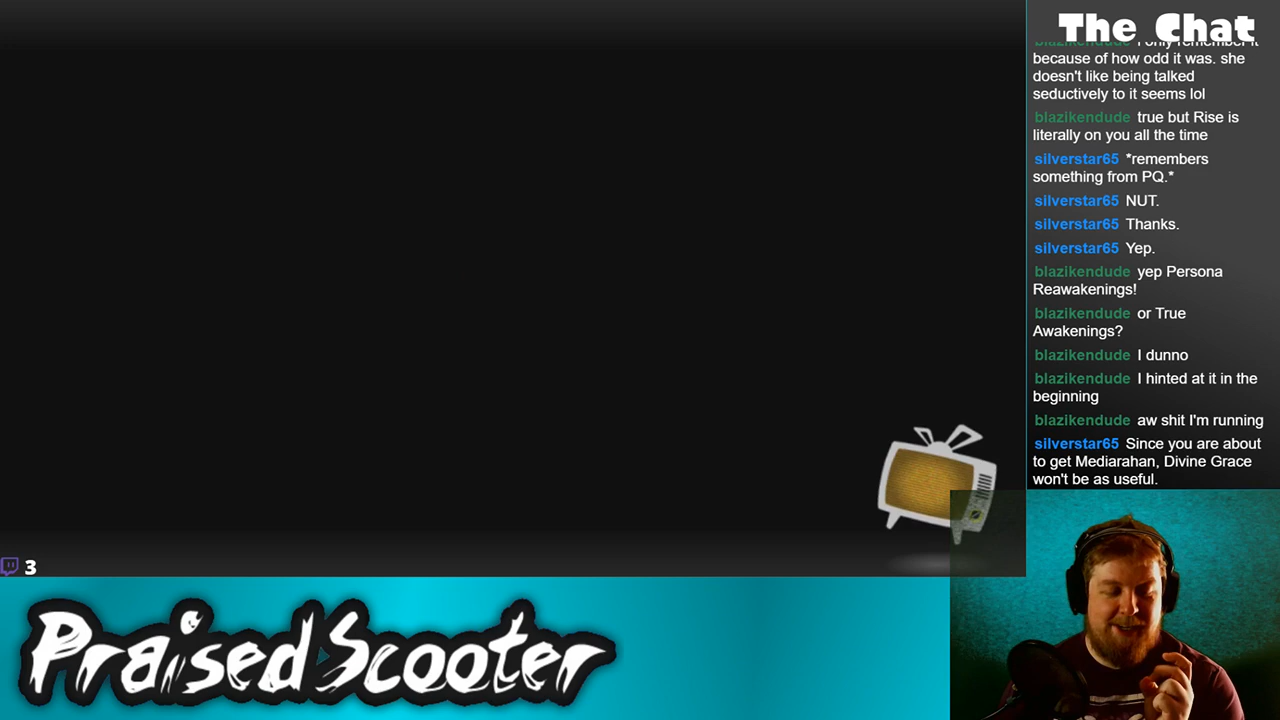 The Chat
blazikendude I only remember it
because of how odd it was. she
doesn't like being talked
seductively to it seems lol
blazikendude true but Rise is
literally on you all the time
silverstar65 *remembers
something from PQ.*
silverstar65 NUT.
silverstar65 Thanks.
silverstar65 Yep.
blazikendude yep Persona
Reawakenings!
blazikendude or True
Awakenings?
blazikendude I dunno
blazikendude I hinted at it in the
beginning
blazikendude aw shit I'm running
silverstar65 Since you are about
to get Mediarahan, Divine Grace
won't be as useful.
3
PraisedScooter